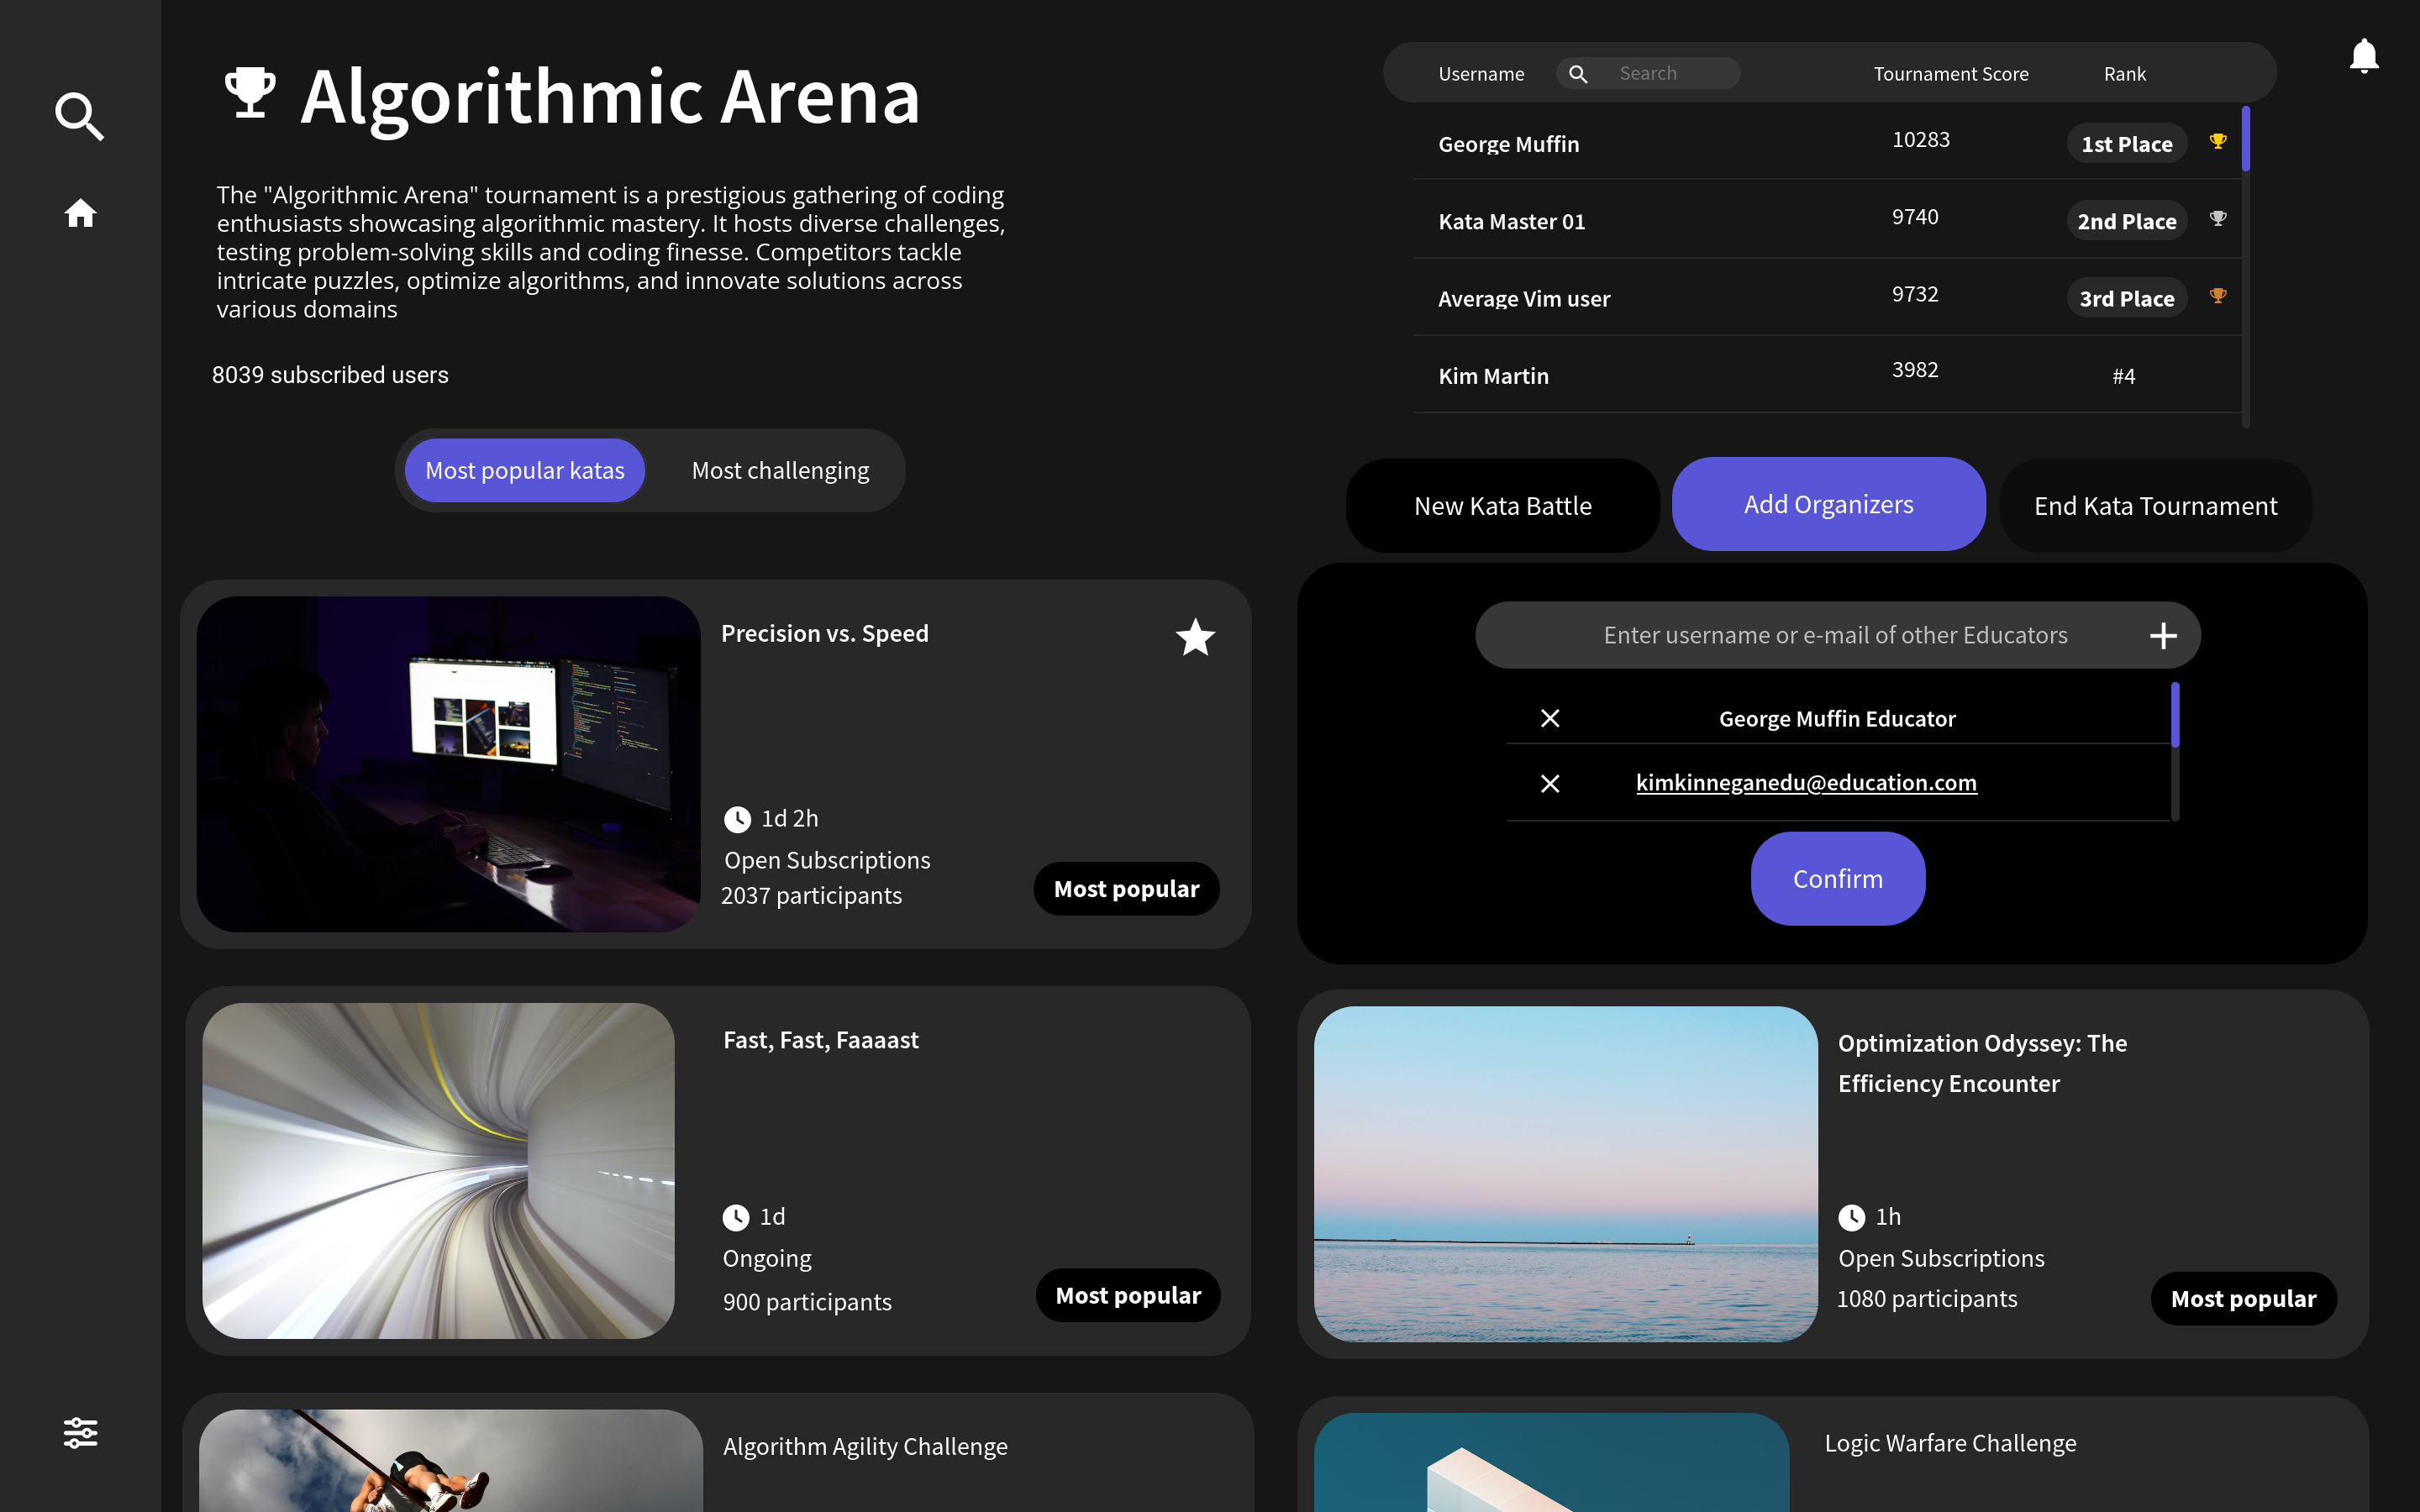 Algorithmic Arena
The "Algorithmic Arena" tournament is a prestigious gathering of coding
enthusiasts showcasing algorithmic mastery. It hosts diverse challenges,
testing problem-solving skills and coding finesse. Competitors tackle
intricate puzzles, optimize algorithms, and innovate solutions across
various domains
8039 subscribed users
Most popular katas Most challenging
Username Search Tournament Score Rank
George Muffin 10283 1st Place
Kata Master 01 9740 2nd Place
Average Vim user 9732 3rd Place
Kim Martin 3982 #4
New Kata Battle Add Organizers End Kata Tournament
Enter username or e-mail of other Educators
George Muffin Educator
kimkinneganedu@education.com
Confirm
Precision vs. Speed
1d 2h
Open Subscriptions
2037 participants
Most popular
Fast, Fast, Faaaast
1d
Ongoing
900 participants
Most popular
Optimization Odyssey: The
Efficiency Encounter
1h
Open Subscriptions
1080 participants
Most popular
Algorithm Agility Challenge
Logic Warfare Challenge